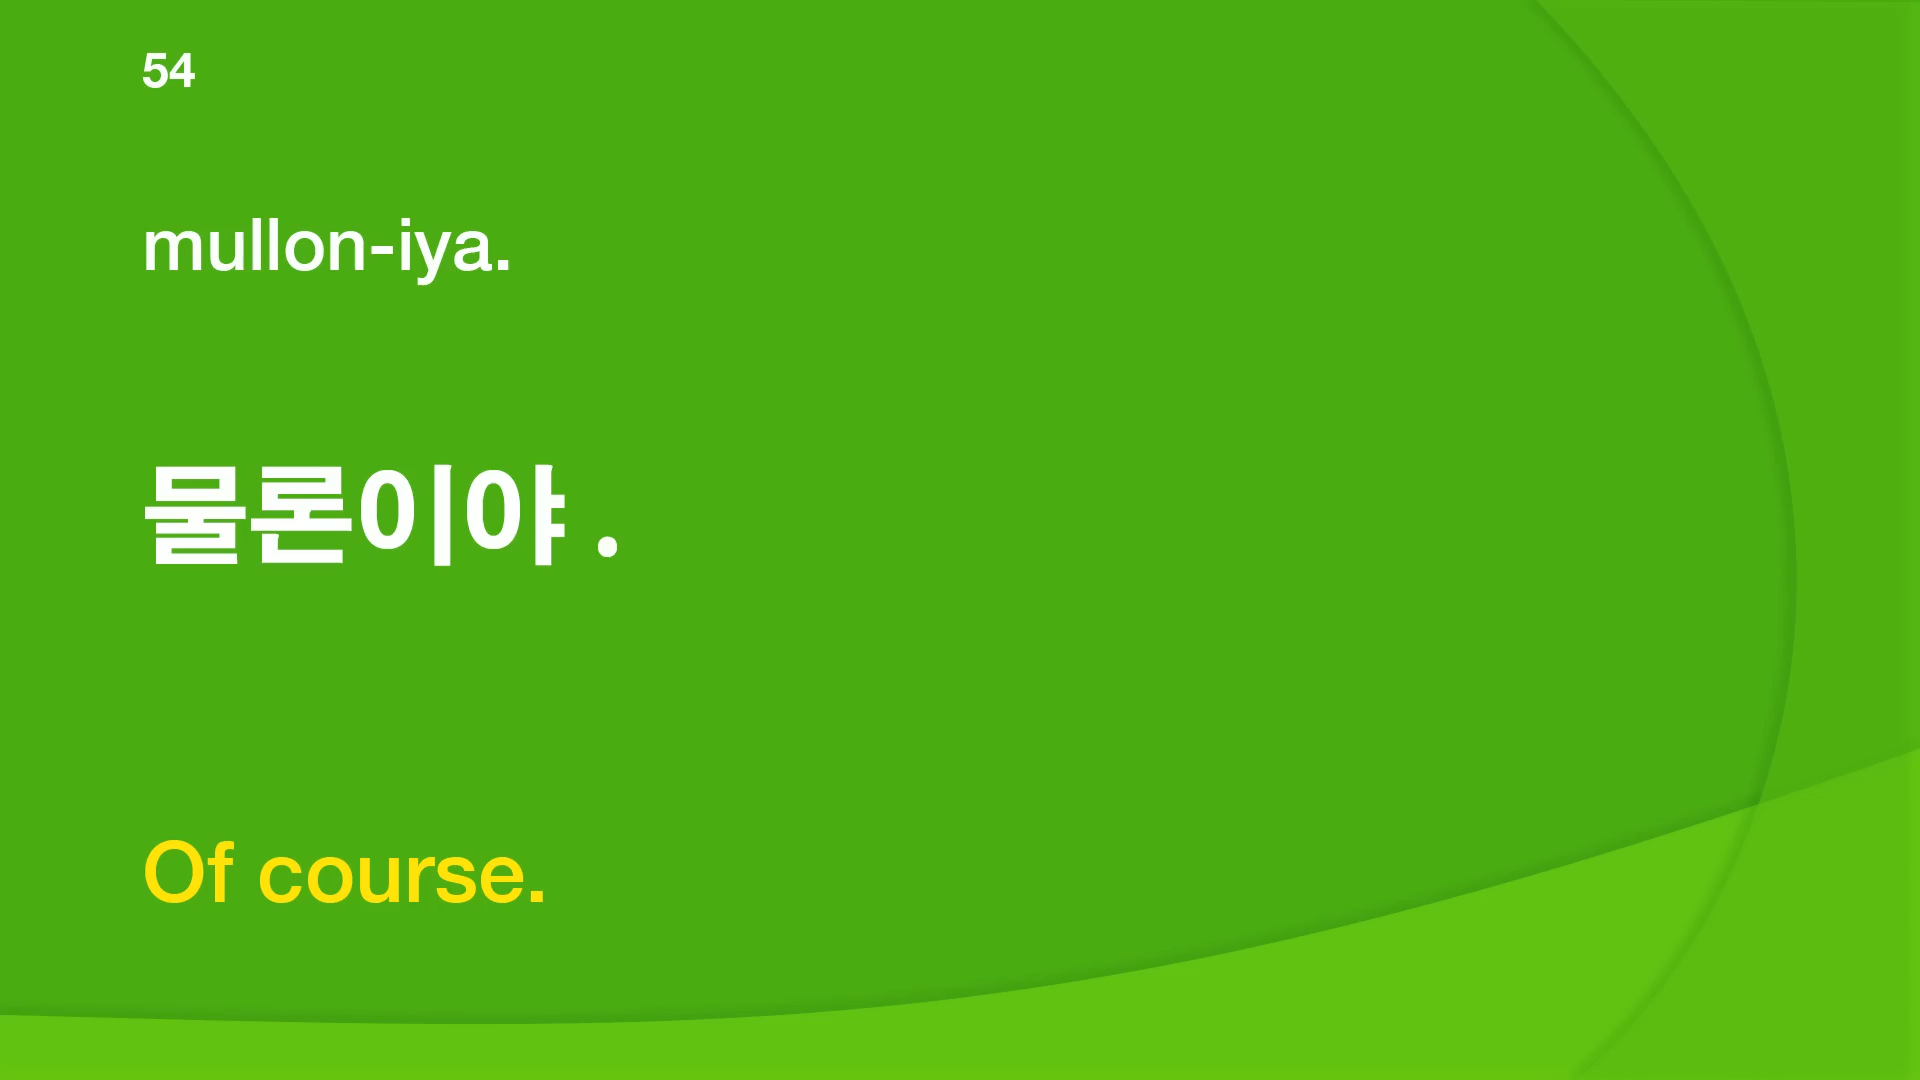 54
mullon-iya.
물론이야 .
Of course.